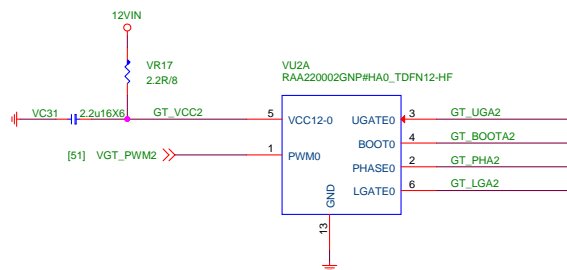 12VIN
VR17
2.2R/8
VU2A
RAA220002GNP#HA0_TDFN12-HF
VC31 2.2u16X6 GT_VCC2
5 VCC12-0 UGATE0 3 GT_UGA2
BOOT0 4 GT_BOOTA2
[51] VGT_PWM2 1 PWM0
PHASE0 2 GT_PHA2
LGATE0 6 GT_LGA2
GND
13